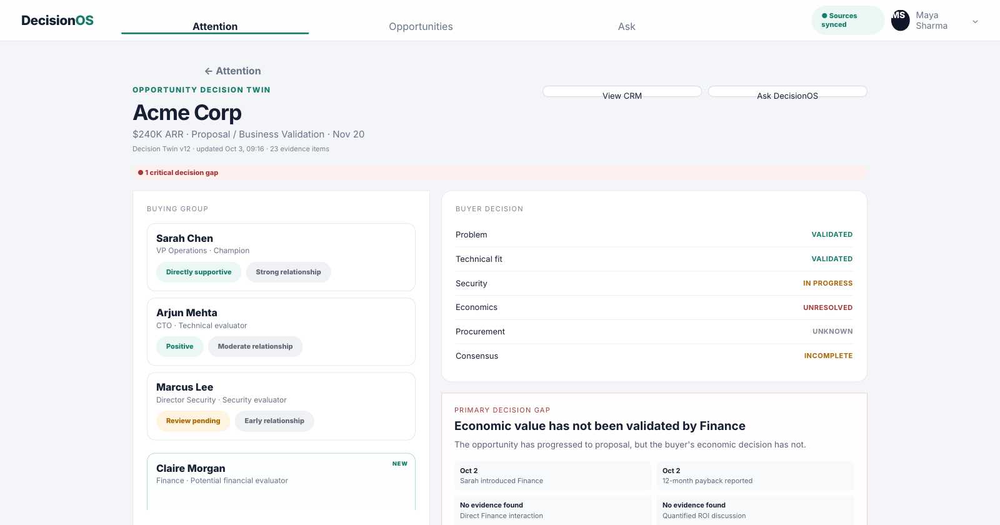 DecisionOS
Attention
Opportunities
Ask
Sources synced
MS
Maya Sharma
← Attention
OPPORTUNITY DECISION TWIN
Acme Corp
$240K ARR · Proposal / Business Validation · Nov 20
Decision Twin v12 · updated Oct 3, 09:16 · 23 evidence items
View CRM
Ask DecisionOS
1 critical decision gap
BUYING GROUP
Sarah Chen
VP Operations · Champion
Directly supportive
Strong relationship
Arjun Mehta
CTO · Technical evaluator
Positive
Moderate relationship
Marcus Lee
Director Security · Security evaluator
Review pending
Early relationship
Claire Morgan
NEW
Finance · Potential financial evaluator
BUYER DECISION
Problem VALIDATED
Technical fit VALIDATED
Security IN PROGRESS
Economics UNRESOLVED
Procurement UNKNOWN
Consensus INCOMPLETE
PRIMARY DECISION GAP
Economic value has not been validated by Finance
The opportunity has progressed to proposal, but the buyer's economic decision has not.
Oct 2
Sarah introduced Finance
Oct 2
12-month payback reported
No evidence found
Direct Finance interaction
No evidence found
Quantified ROI discussion